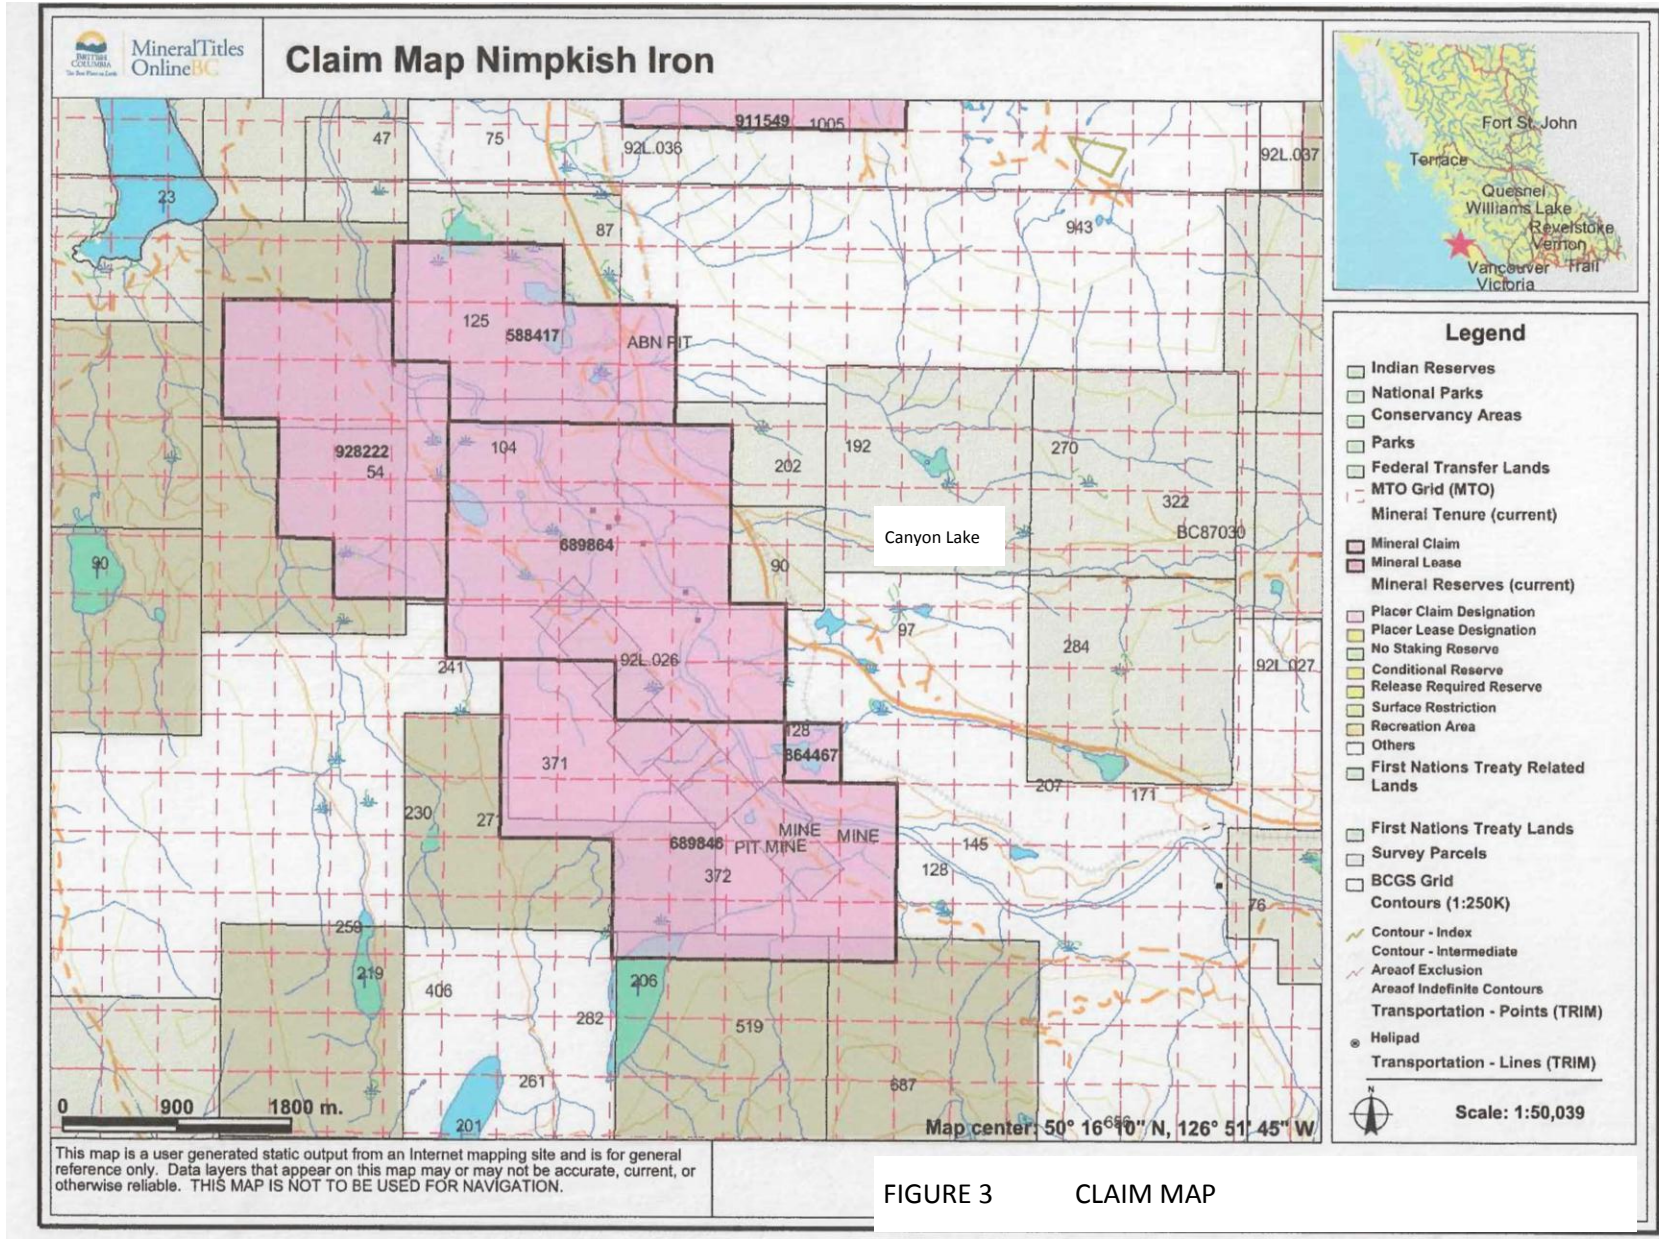 BRITISH
COLUMBIA
The Best Place on Earth
MineralTitles
OnlineBC
Claim Map Nimpkish Iron
911549 1005
47
75
92L.036
92L.037
23
87
943
125
588417
ABN PIT
928222
54
104
202
192
270
322
BC87030
Canyon Lake
689864
90
90
97
284
92L.026
92L.027
241
128
864467
371
207
171
230
271
689846
PIT MINE
MINE
MINE
145
128
372
76
259
219
406
206
282
519
261
687
201
686
0 900 1800 m.
Map center: 50° 16' 10" N, 126° 51' 45" W
Fort St. John
Terrace
Quesnel
Williams Lake
Revelstoke
Vernon
Vancouver Trail
Victoria
Legend
Indian Reserves
National Parks
Conservancy Areas
Parks
Federal Transfer Lands
MTO Grid (MTO)
Mineral Tenure (current)
Mineral Claim
Mineral Lease
Mineral Reserves (current)
Placer Claim Designation
Placer Lease Designation
No Staking Reserve
Conditional Reserve
Release Required Reserve
Surface Restriction
Recreation Area
Others
First Nations Treaty Related
Lands
First Nations Treaty Lands
Survey Parcels
BCGS Grid
Contours (1:250K)
Contour - Index
Contour - Intermediate
Areaof Exclusion
Areaof Indefinite Contours
Transportation - Points (TRIM)
Helipad
Transportation - Lines (TRIM)
N
Scale: 1:50,039
This map is a user generated static output from an Internet mapping site and is for general
reference only. Data layers that appear on this map may or may not be accurate, current, or
otherwise reliable. THIS MAP IS NOT TO BE USED FOR NAVIGATION.
FIGURE 3 CLAIM MAP